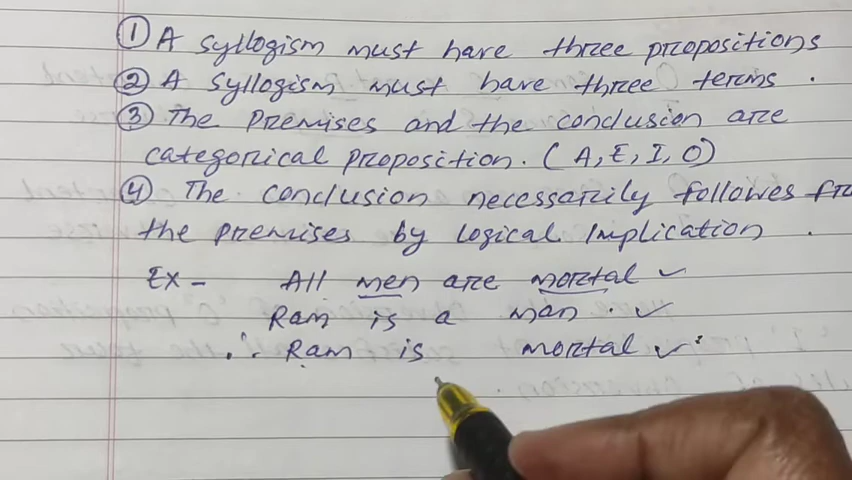 ① A syllogism must have three propositions
② A syllogism must have three terms.
③ The premises and the conclusion are
categorical proposition. (A, E, I, O)
④ The conclusion necessarily follows
the premises by logical implication.
Ex - All men are mortal ✓
Ram is a man. ✓
∴ Ram is mortal ✓